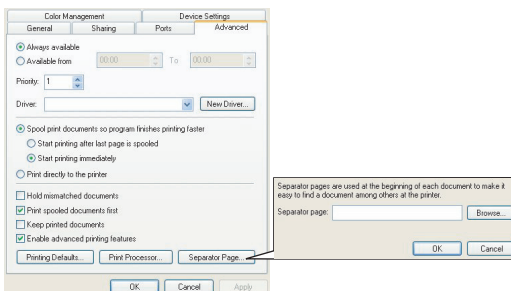 Color Management Device Settings
General Sharing Ports Advanced
Always available
Available from 00:00 To 00:00
Priority: 1
Driver: New Driver...
Spool print documents so program finishes printing faster
Start printing after last page is spooled
Start printing immediately
Print directly to the printer
Hold mismatched documents
Print spooled documents first
Keep printed documents
Enable advanced printing features
Printing Defaults... Print Processor... Separator Page...
OK Cancel Apply
Separator pages are used at the beginning of each document to make it
easy to find a document among others at the printer.
Separator page: Browse...
OK Cancel